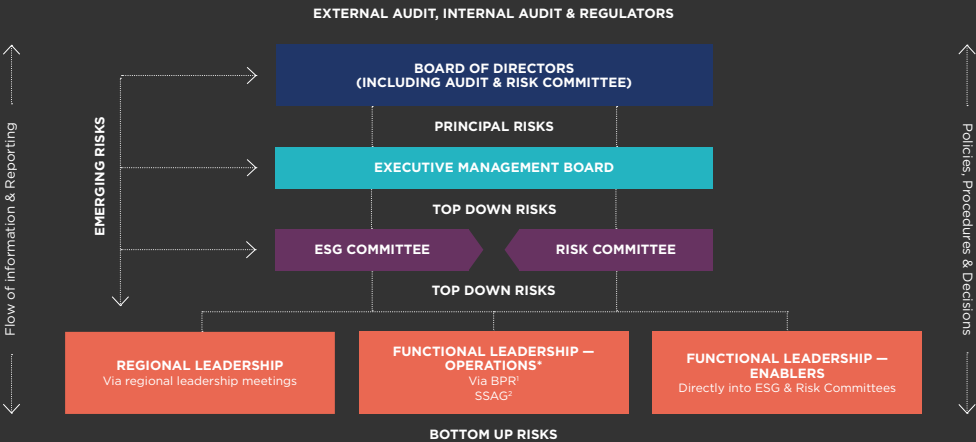 EXTERNAL AUDIT, INTERNAL AUDIT & REGULATORS
BOARD OF DIRECTORS
(INCLUDING AUDIT & RISK COMMITTEE)
PRINCIPAL RISKS
EXECUTIVE MANAGEMENT BOARD
TOP DOWN RISKS
ESG COMMITTEE
RISK COMMITTEE
TOP DOWN RISKS
EMERGING RISKS
Flow of information & Reporting
Policies, Procedures & Decisions
REGIONAL LEADERSHIP
Via regional leadership meetings
FUNCTIONAL LEADERSHIP —
OPERATIONS*
Via BPR¹
SSAG²
FUNCTIONAL LEADERSHIP —
ENABLERS
Directly into ESG & Risk Committees
BOTTOM UP RISKS